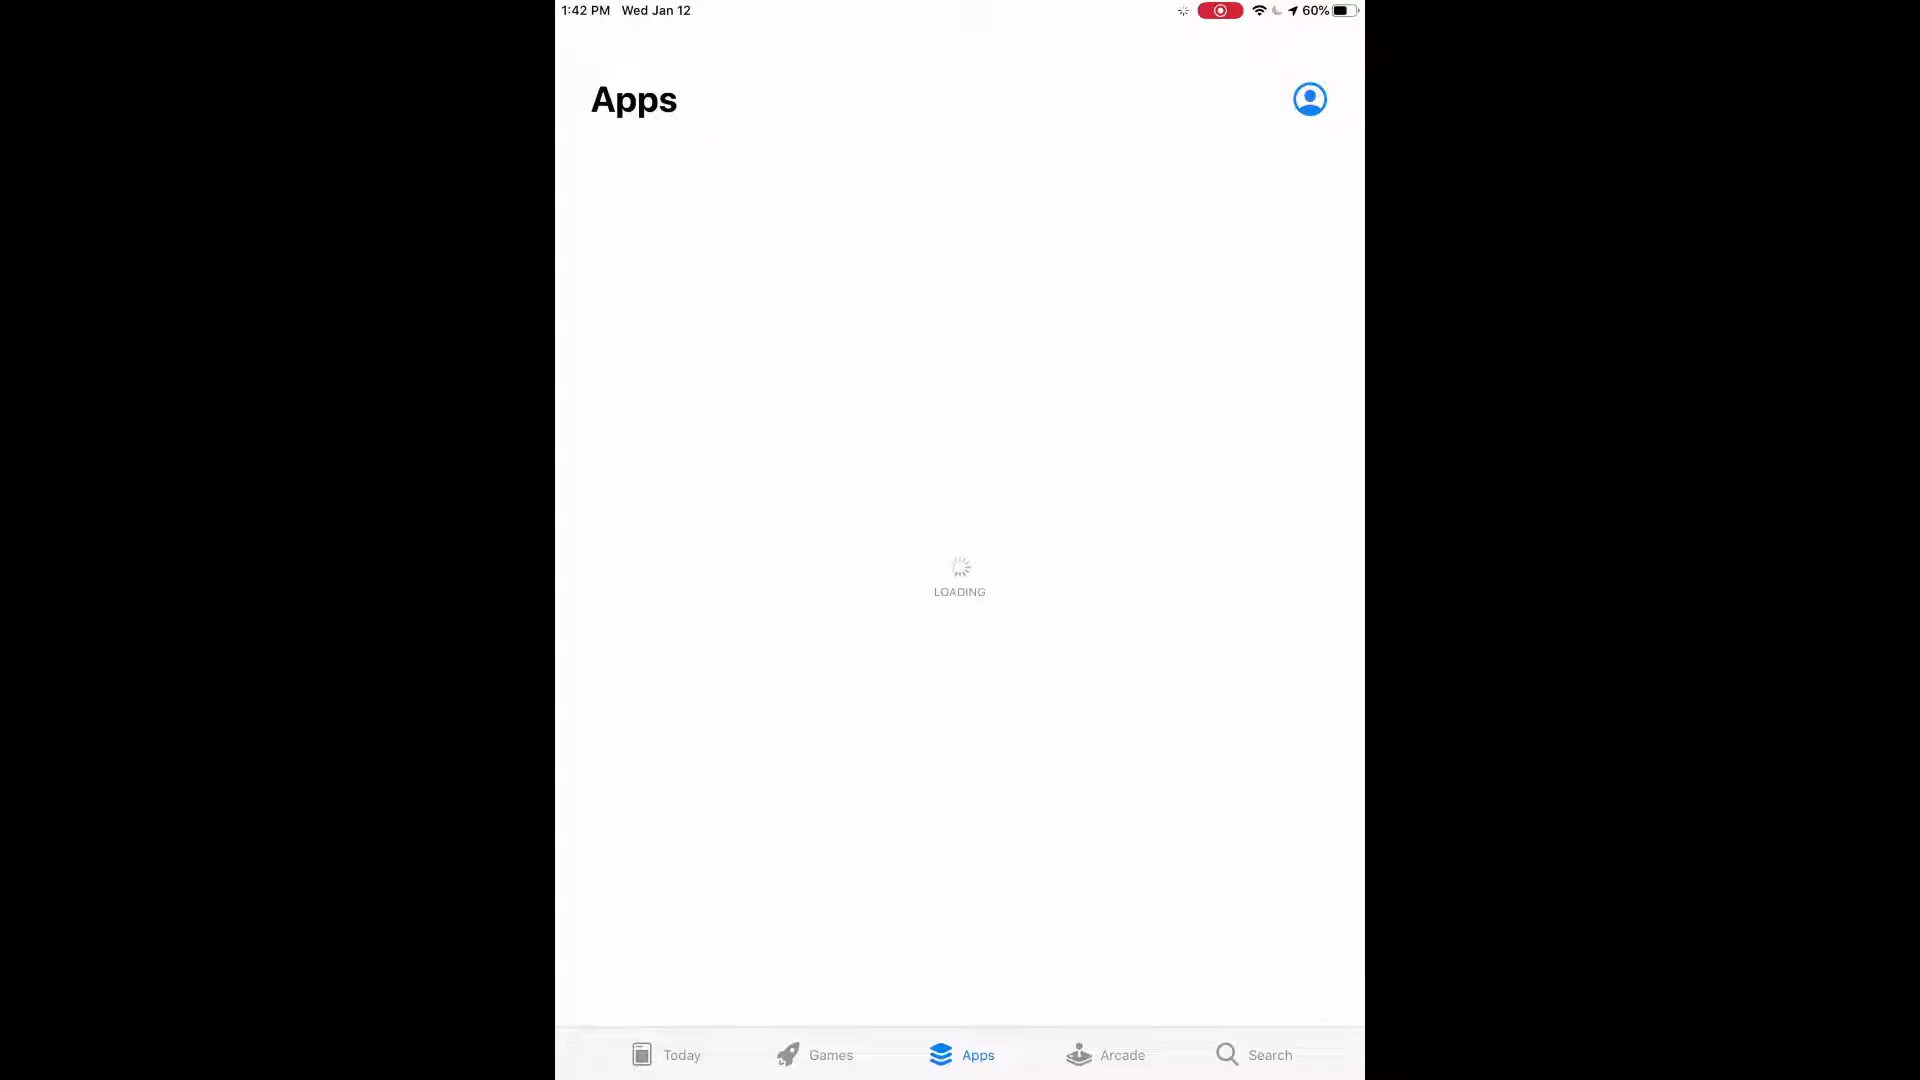 1:42 PM Wed Jan 12
60%
Apps
LOADING
Today
Games
Apps
Arcade
Search